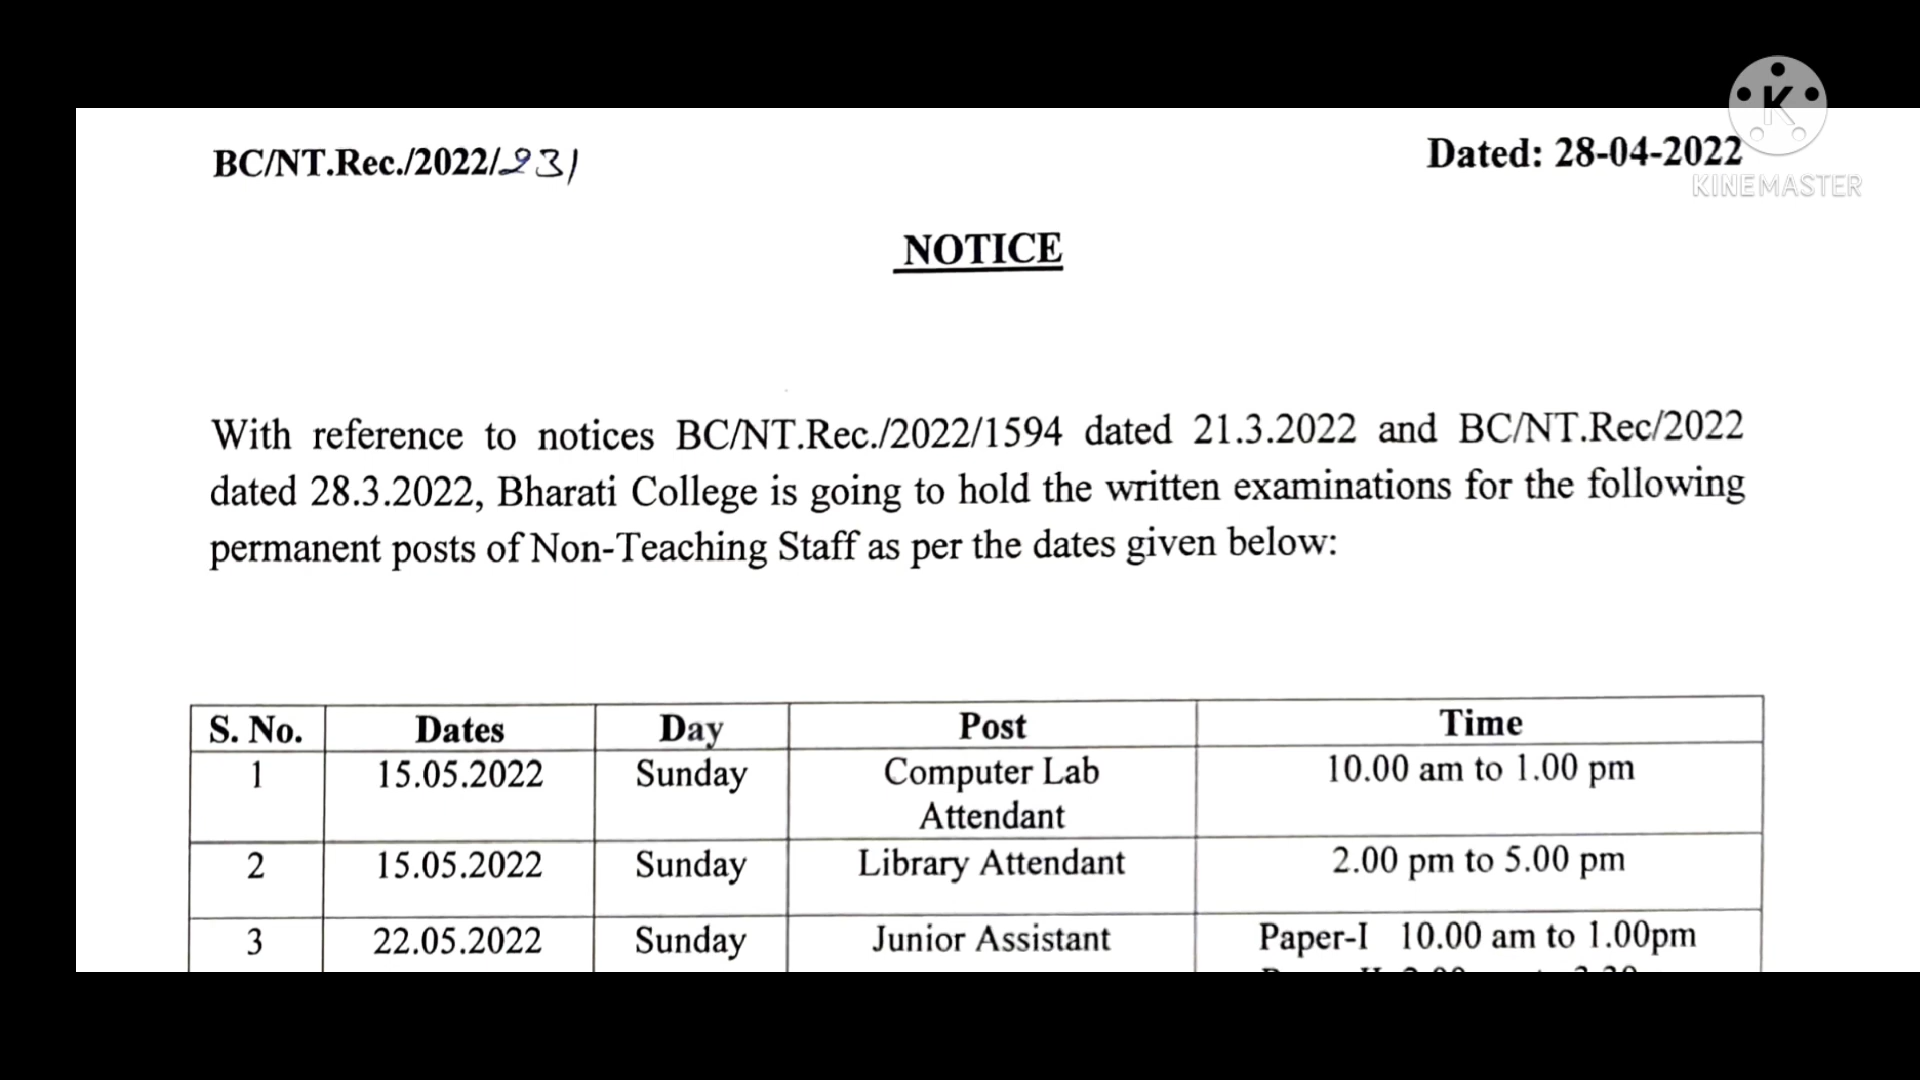 BC/NT.Rec./2022/231
Dated: 28-04-2022
K
KINEMASTER
NOTICE
With reference to notices BC/NT.Rec./2022/1594 dated 21.3.2022 and BC/NT.Rec/2022
dated 28.3.2022, Bharati College is going to hold the written examinations for the following
permanent posts of Non-Teaching Staff as per the dates given below:
S. No. Dates Day Post Time
1 15.05.2022 Sunday Computer Lab Attendant 10.00 am to 1.00 pm
2 15.05.2022 Sunday Library Attendant 2.00 pm to 5.00 pm
3 22.05.2022 Sunday Junior Assistant Paper-I 10.00 am to 1.00pm